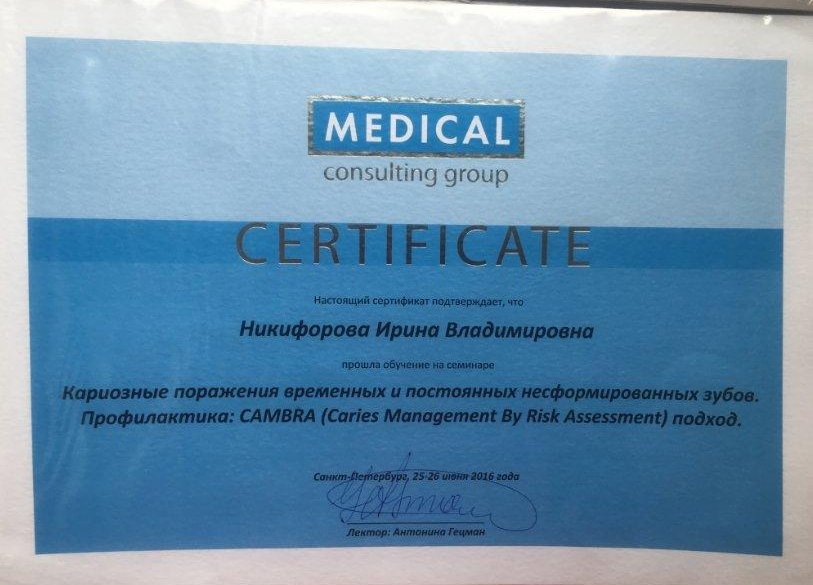 MEDICAL
consulting group
CERTIFICATE
Настоящий сертификат подтверждает, что
Никифорова Ирина Владимировна
прошла обучение на семинаре
Кариозные поражения временных и постоянных несформированных зубов.
Профилактика: CAMBRA (Caries Management By Risk Assessment) подход.
Санкт-Петербург, 25-26 июня 2016 года
Лектор: Антонина Гецман